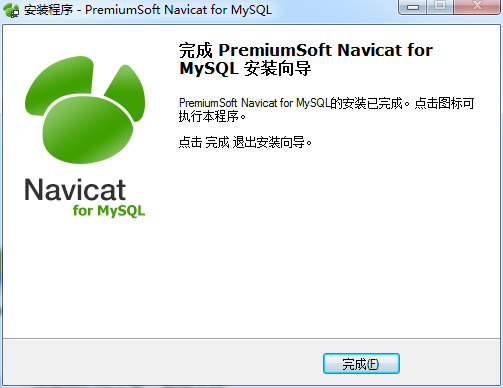 安装程序 - PremiumSoft Navicat for MySQL
完成 PremiumSoft Navicat for
MySQL 安装向导
PremiumSoft Navicat for MySQL的安装已完成。点击图标可
执行本程序。
点击 完成 退出安装向导。
Navicat
for MySQL
完成(F)